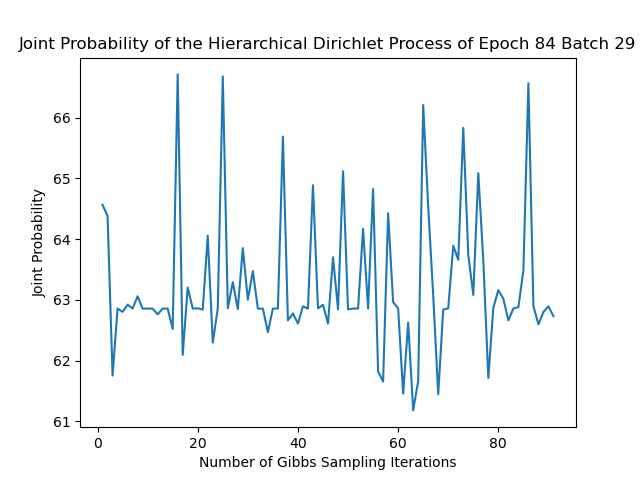 Joint Probability of the Hierarchical Dirichlet Process of Epoch 84 Batch 29
66
65
64
63
62
61
Joint Probability
0 20 40 60 80
Number of Gibbs Sampling Iterations